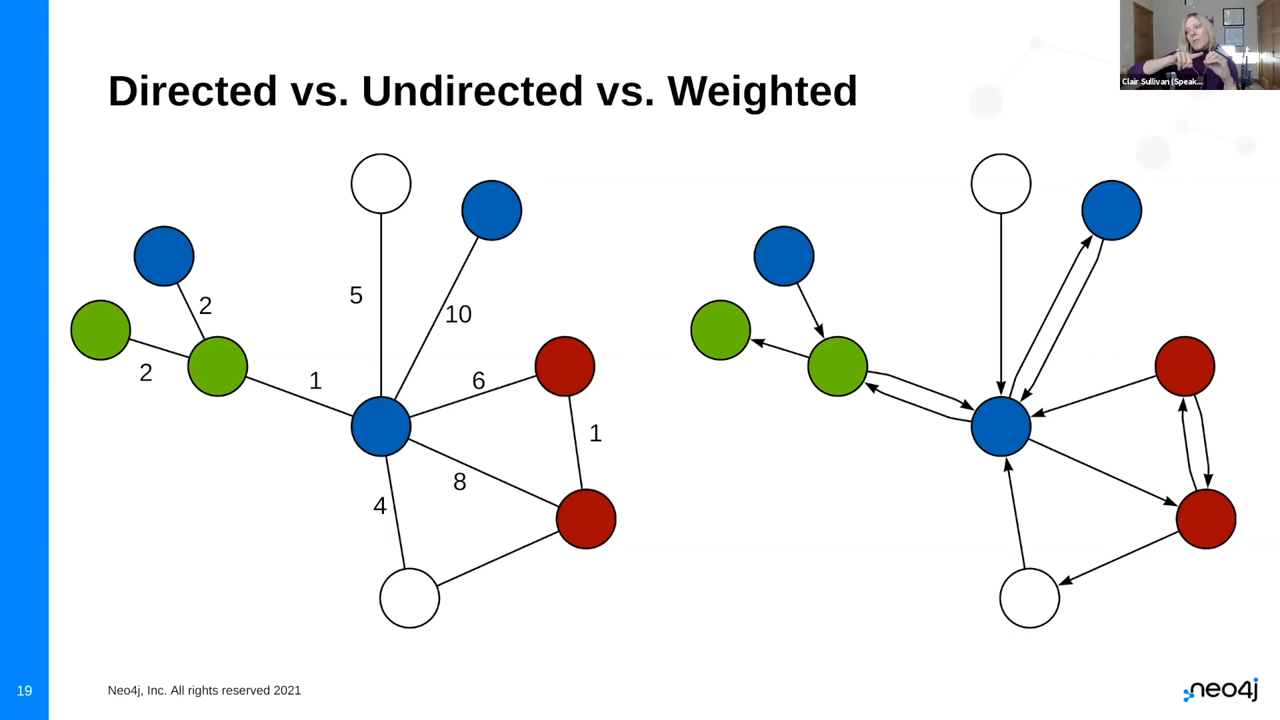 Directed vs. Undirected vs. Weighted
Clair Sullivan (Speak...
2
2
5
10
1
6
1
8
4
19
Neo4j, Inc. All rights reserved 2021
neo4j